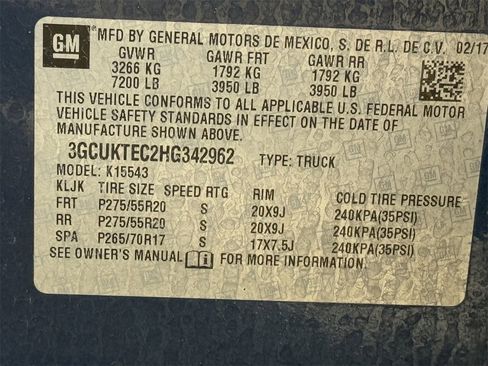 GM MFD BY GENERAL MOTORS DE MEXICO, S. DE R.L. DE C.V. 02/17
GVWR GAWR FRT GAWR RR
3266 KG 1792 KG 1792 KG
7200 LB 3950 LB 3950 LB
THIS VEHICLE CONFORMS TO ALL APPLICABLE U.S. FEDERAL MOTOR
VEHICLE SAFETY STANDARDS IN EFFECT ON THE DATE OF
MANUFACTURE SHOWN ABOVE.
3GCUKTEC2HG342962 TYPE: TRUCK
MODEL: K15543
KLJK TIRE SIZE SPEED RTG RIM COLD TIRE PRESSURE
FRT P275/55R20 S 20X9J 240KPA(35PSI)
RR P275/55R20 S 20X9J 240KPA(35PSI)
SPA P265/70R17 S 17X7.5J 240KPA(35PSI)
SEE OWNER'S MANUAL FOR MORE INFORMATION.